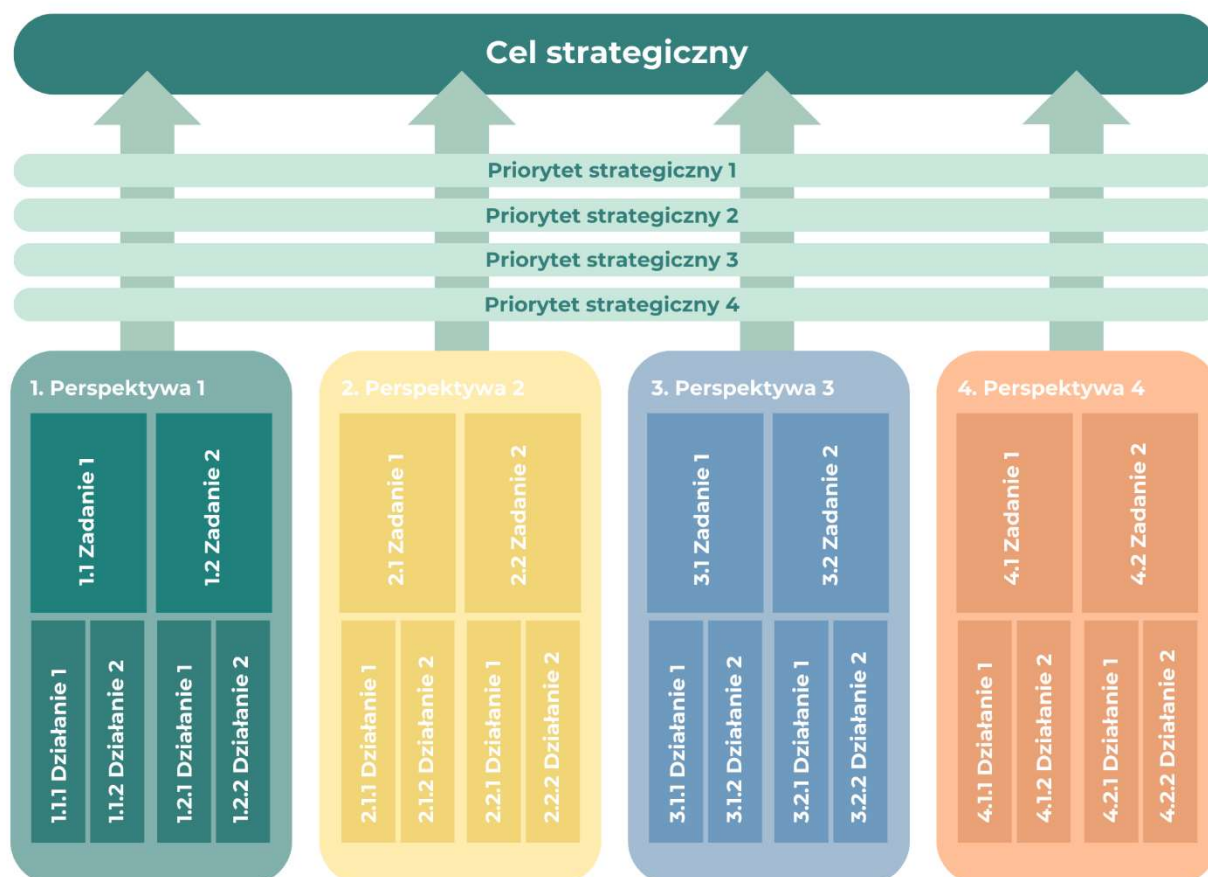 Cel strategiczny
Priorytet strategiczny 1
Priorytet strategiczny 2
Priorytet strategiczny 3
Priorytet strategiczny 4
1. Perspektywa 1
1.1 Zadanie 1
1.2 Zadanie 2
1.1.1 Działanie 1
1.1.2 Działanie 2
1.2.1 Działanie 1
1.2.2 Działanie 2
2. Perspektywa 2
2.1 Zadanie 1
2.2 Zadanie 2
2.1.1 Działanie 1
2.1.2 Działanie 2
2.2.1 Działanie 1
2.2.2 Działanie 2
3. Perspektywa 3
3.1 Zadanie 1
3.2 Zadanie 2
3.1.1 Działanie 1
3.1.2 Działanie 2
3.2.1 Działanie 1
3.2.2 Działanie 2
4. Perspektywa 4
4.1 Zadanie 1
4.2 Zadanie 2
4.1.1 Działanie 1
4.1.2 Działanie 2
4.2.1 Działanie 1
4.2.2 Działanie 2